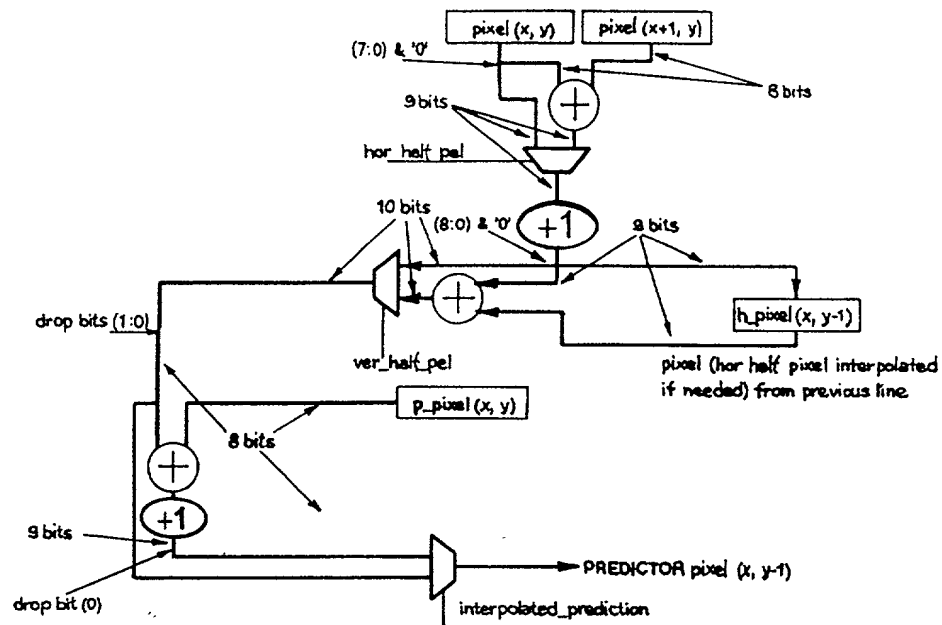 pixel (x, y)
pixel (x+1, y)
(7:0) & '0'
8 bits
9 bits
hor_half_pel
+1
10 bits
(8:0) & '0'
9 bits
drop bits (1:0)
h_pixel (x, y-1)
ver_half_pel
pixel (hor half pixel interpolated
if needed) from previous line
p_pixel (x, y)
8 bits
+1
9 bits
PREDICTOR pixel (x, y-1)
drop bit (0)
interpolated_prediction